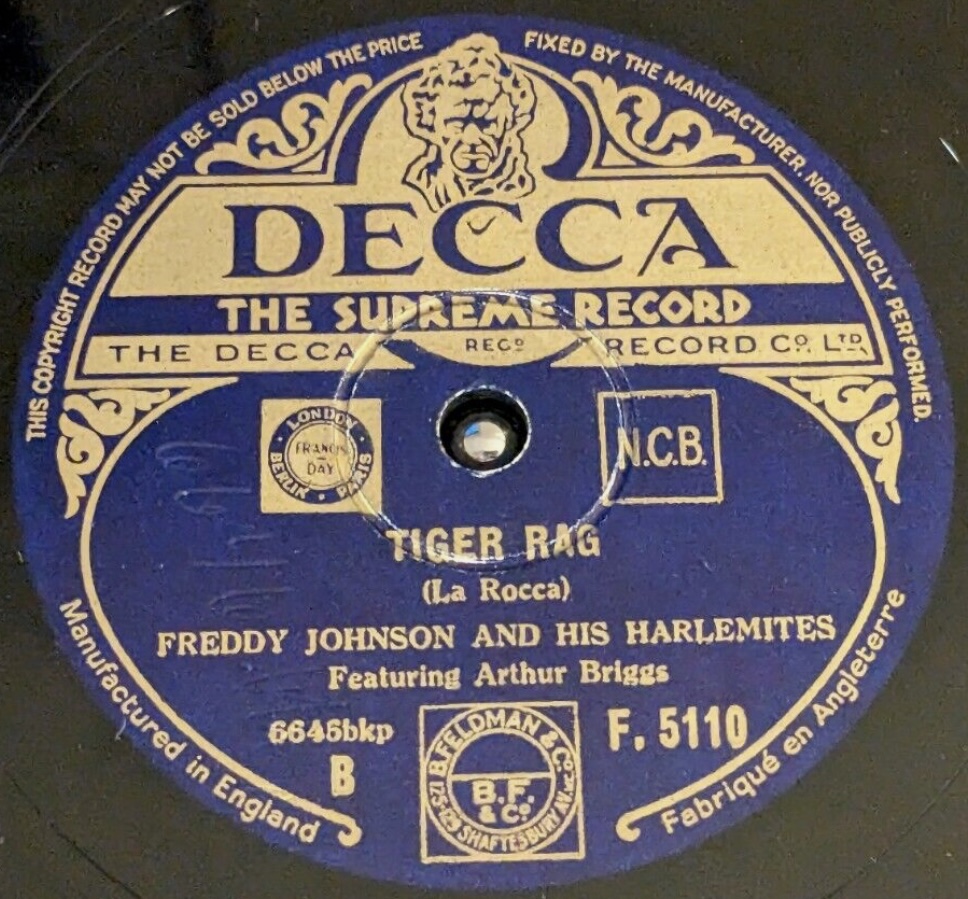 THIS COPYRIGHT RECORD MAY NOT BE SOLD BELOW THE PRICE FIXED BY THE MANUFACTURER, NOR PUBLICLY PERFORMED.
DECCA
THE SUPREME RECORD
THE DECCA RECORD Cº. LTD.
REGD
LONDON
FRANCIS
DAY
BERLIN · PARIS
N.C.B.
TIGER RAG
(La Rocca)
FREDDY JOHNSON AND HIS HARLEMITES
Featuring Arthur Briggs
6646bkp
B
B. FELDMAN & Cº
B.F.
& Cº
125-129 SHAFTESBURY AV.
F. 5110
Manufactured in England
Fabriqué en Angleterre